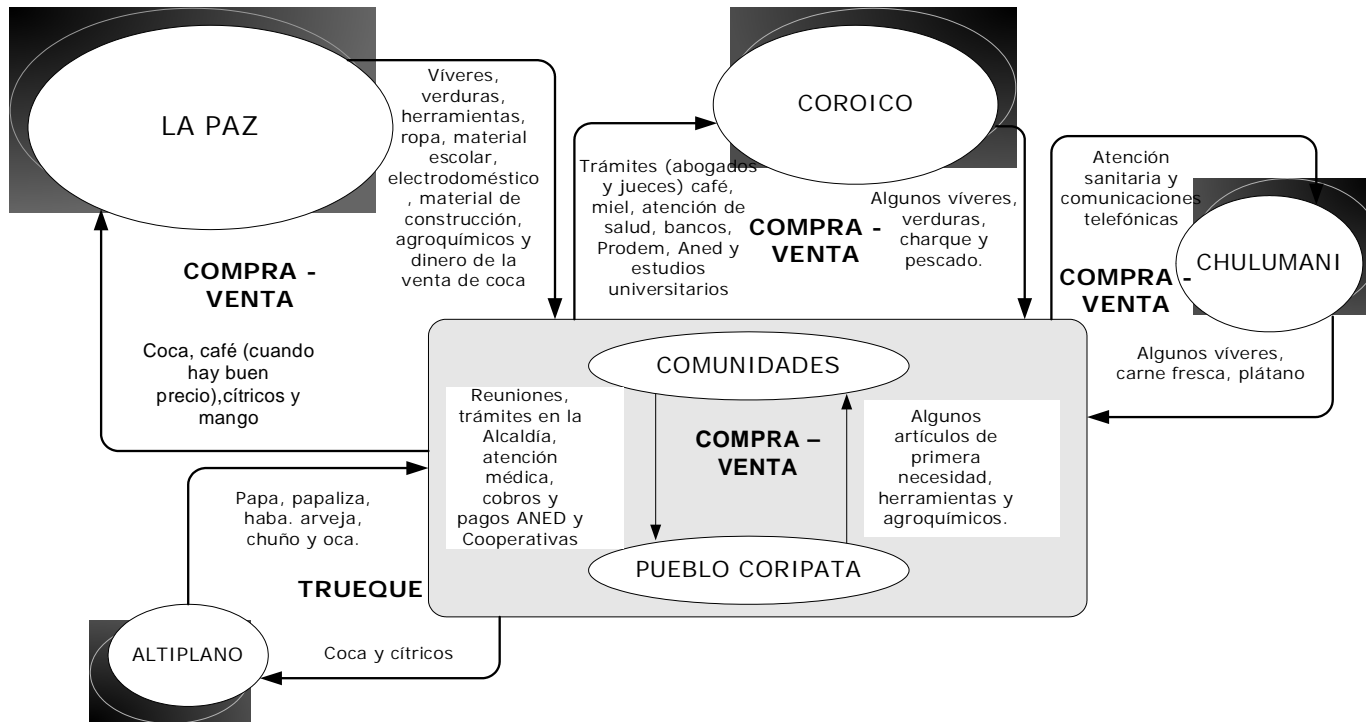 LA PAZ
Víveres,
verduras,
herramientas,
ropa, material
escolar,
electrodoméstico
, material de
construcción,
agroquímicos y
dinero de la
venta de coca
COMPRA -
VENTA
Coca, café (cuando
hay buen
precio),cítricos y
mango
COROICO
Trámites (abogados
y jueces) café,
miel, atención de
salud, bancos,
Prodem, Aned y
estudios
universitarios
COMPRA -
VENTA
Algunos víveres,
verduras,
charque y
pescado.
Atención
sanitaria y
comunicaciones
telefónicas
CHULUMANI
COMPRA -
VENTA
Algunos víveres,
carne fresca, plátano
COMUNIDADES
Reuniones,
trámites en la
Alcaldía,
atención
médica,
cobros y
pagos ANED y
Cooperativas
COMPRA –
VENTA
Algunos
artículos de
primera
necesidad,
herramientas y
agroquímicos.
PUEBLO CORIPATA
Papa, papaliza,
haba. arveja,
chuño y oca.
TRUEQUE
ALTIPLANO
Coca y cítricos